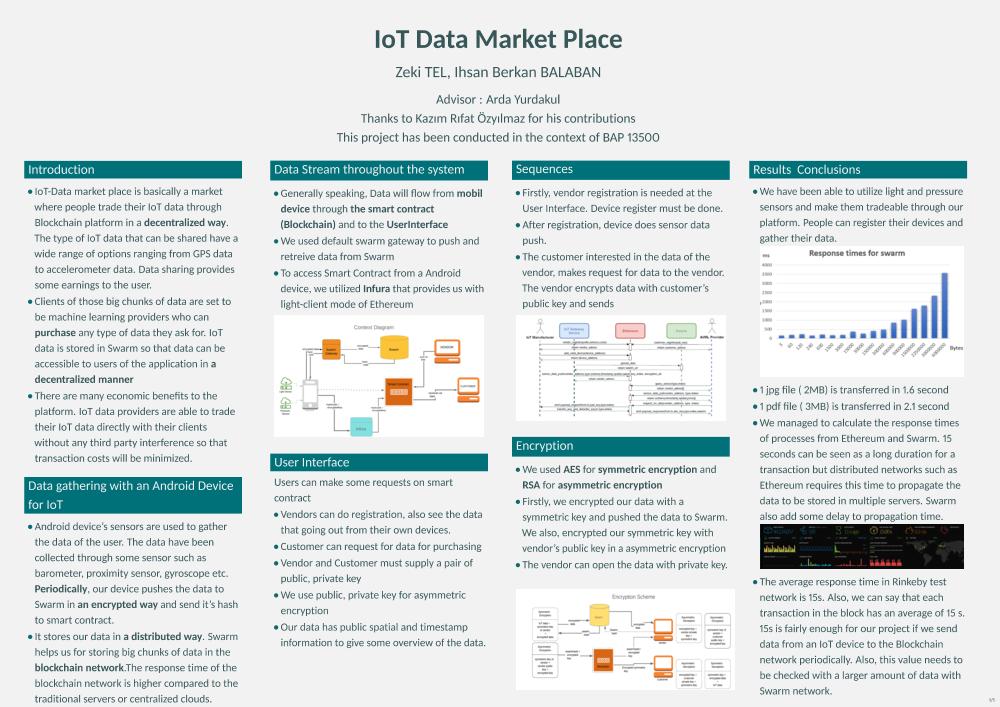 IoT Data Market Place
Zeki TEL, Ihsan Berkan BALABAN
Advisor : Arda Yurdakul
Thanks to Kazım Rıfat Özyılmaz for his contributions
This project has been conducted in the context of BAP 13500
Introduction
•IoT-Data market place is basically a market
where people trade their IoT data through
Blockchain platform in a decentralized way.
The type of IoT data that can be shared have a
wide range of options ranging from GPS data
to accelerometer data. Data sharing provides
some earnings to the user.
•Clients of those big chunks of data are set to
be machine learning providers who can
purchase any type of data they ask for. IoT
data is stored in Swarm so that data can be
accessible to users of the application in a
decentralized manner
•There are many economic benefits to the
platform. IoT data providers are able to trade
their IoT data directly with their clients
without any third party interference so that
transaction costs will be minimized.
Data gathering with an Android Device
for IoT
•Android device's sensors are used to gather
the data of the user. The data have been
collected through some sensor such as
barometer, proximity sensor, gyroscope etc.
Periodically, our device pushes the data to
Swarm in an encrypted way and send it's hash
to smart contract.
•It stores our data in a distributed way. Swarm
helps us for storing big chunks of data in the
blockchain network.The response time of the
blockchain network is higher compared to the
traditional servers or centralized clouds.
Data Stream throughout the system
•Generally speaking, Data will flow from mobil
device through the smart contract
(Blockchain) and to the UserInterface
•We used default swarm gateway to push and
retreive data from Swarm
•To access Smart Contract from a Android
device, we utilized Infura that provides us with
light-client mode of Ethereum
Context Diagram
Swarm
VENDOR
CUSTOMER
Infura
User Interface
Users can make some requests on smart
contract
•Vendors can do registration, also see the data
that going out from their own devices.
•Customer can request for data for purchasing
•Vendor and Customer must supply a pair of
public, private key
•We use public, private key for asymmetric
encryption
•Our data has public spatial and timestamp
information to give some overview of the data.
Sequences
•Firstly, vendor registration is needed at the
User Interface. Device register must be done.
•After registration, device does sensor data
push.
•The customer interested in the data of the
vendor, makes request for data to the vendor.
The vendor encrypts data with customer's
public key and sends
IoT Manufacturer
IoT Gateway
Service
Ethereum
Swarm
AI/ML Provider
Encryption
•We used AES for symmetric encryption and
RSA for asymmetric encryption
•Firstly, we encrypted our data with a
symmetric key and pushed the data to Swarm.
We also, encrypted our symmetric key with
vendor's public key in a asymmetric encryption
•The vendor can open the data with private key.
Encryption Scheme
Results Conclusions
•We have been able to utilize light and pressure
sensors and make them tradeable through our
platform. People can register their devices and
gather their data.
Response times for swarm
ms
4000
3500
3000
2500
2000
1500
1000
500
0
Bytes
•1 jpg file ( 2MB) is transferred in 1.6 second
•1 pdf file ( 3MB) is transferred in 2.1 second
•We managed to calculate the response times
of processes from Ethereum and Swarm. 15
seconds can be seen as a long duration for a
transaction but distributed networks such as
Ethereum requires this time to propagate the
data to be stored in multiple servers. Swarm
also add some delay to propagation time.
•The average response time in Rinkeby test
network is 15s. Also, we can say that each
transaction in the block has an average of 15 s.
15s is fairly enough for our project if we send
data from an IoT device to the Blockchain
network periodically. Also, this value needs to
be checked with a larger amount of data with
Swarm network.